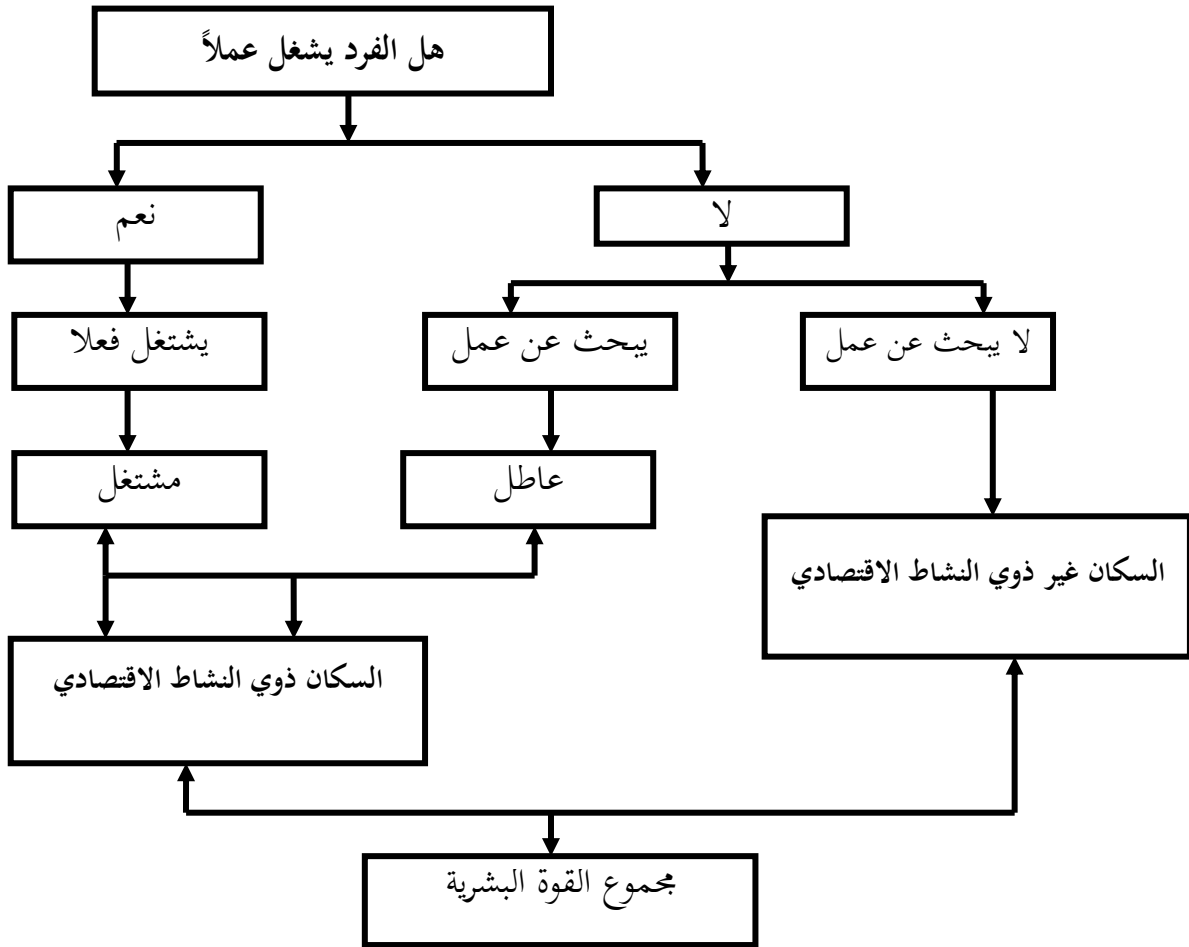 هل الفرد يشغل عملاً
لا
نعم
لا يبحث عن عمل
يبحث عن عمل
يشتغل فعلا
عاطل
مشتغل
السكان غير ذوي النشاط الاقتصادي
السكان ذوي النشاط الاقتصادي
مجموع القوة البشرية